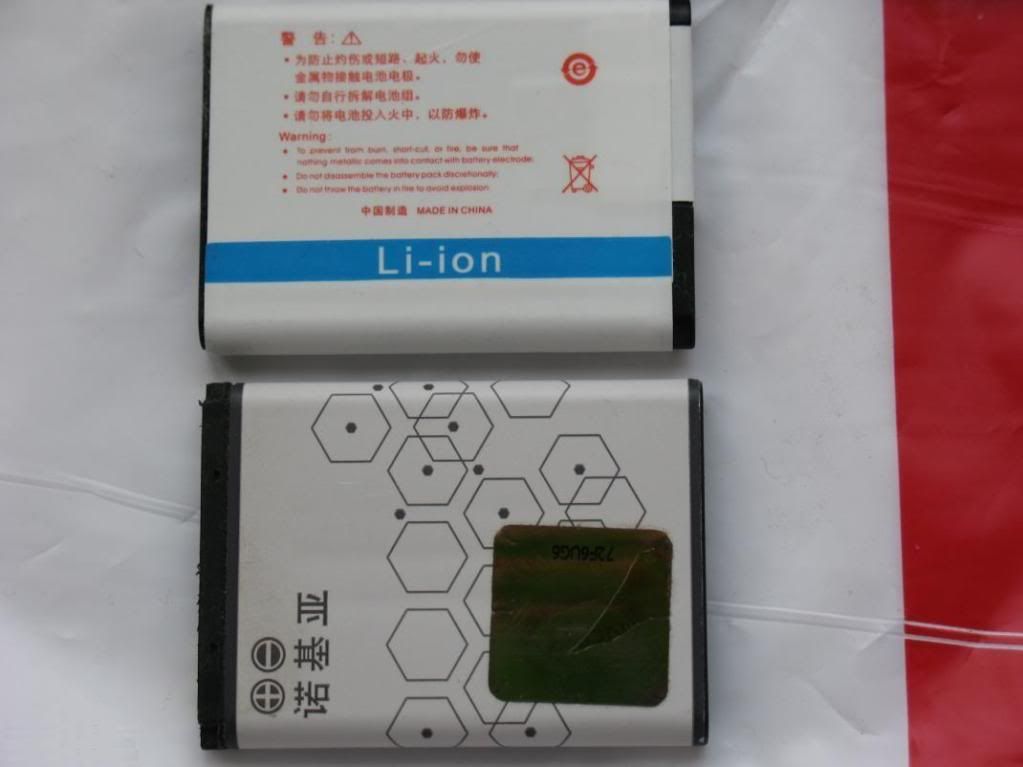 警 告:
• 为防止灼伤或短路、起火, 勿使
金属物接触电池电极。
• 请勿自行拆解电池组。
• 请勿将电池投入火中, 以防爆炸。
Warning:
• To prevent from burn, short-cut, or fire, be sure that
nothing metallic comes into contact with battery electrode;
• Do not disassemble the battery pack discretionally;
• Do not throw the battery in fire to avoid explosion
中国制造 MADE IN CHINA
Li-ion
诺基亚
72F6UG6